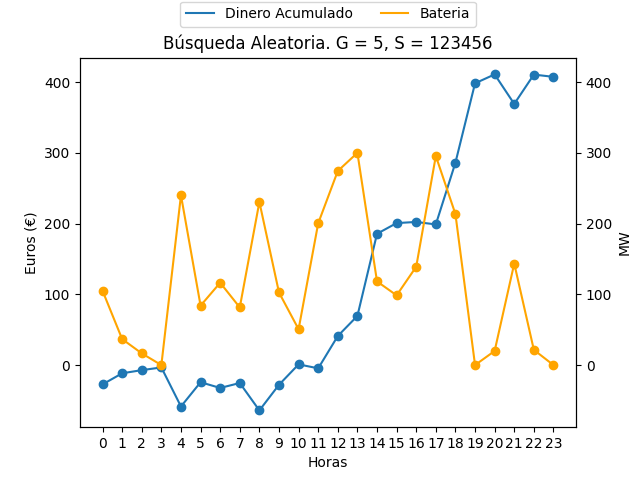 Dinero Acumulado Bateria
Búsqueda Aleatoria. G = 5, S = 123456
400 400
300 300
200 200
100 100
0 0
Euros (€)
MW
0 1 2 3 4 5 6 7 8 9 10 11 12 13 14 15 16 17 18 19 20 21 22 23
Horas